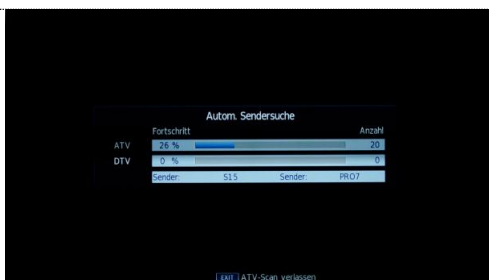 Autom. Sendersuche
Fortschritt Anzahl
ATV 26 % 20
DTV 0 % 0
Sender: S15 Sender: PRO7
EXIT ATV-Scan verlassen